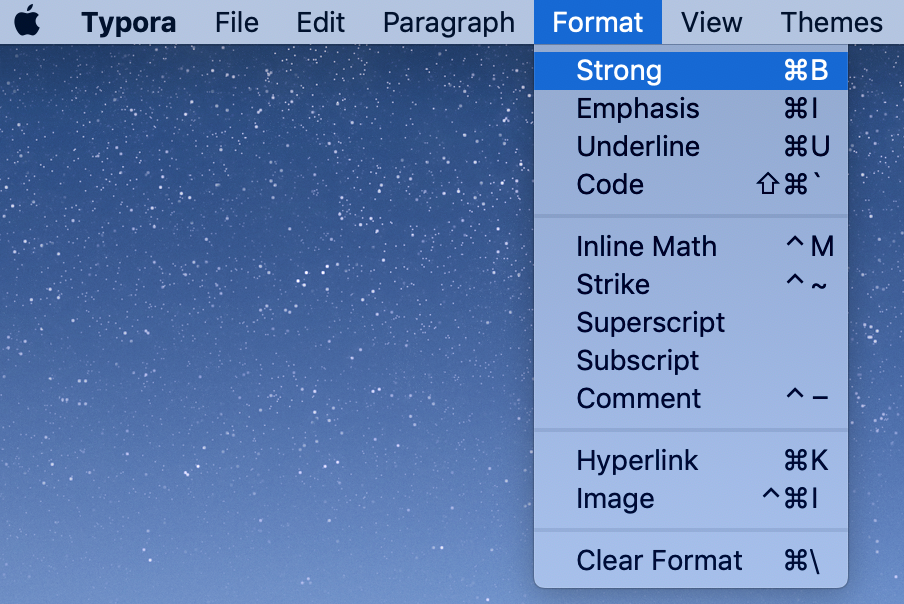 Typora File Edit Paragraph Format View Themes
Strong ⌘B
Emphasis ⌘I
Underline ⌘U
Code ⇧⌘`
Inline Math ^M
Strike ^~
Superscript
Subscript
Comment ^–
Hyperlink ⌘K
Image ^⌘I
Clear Format ⌘\